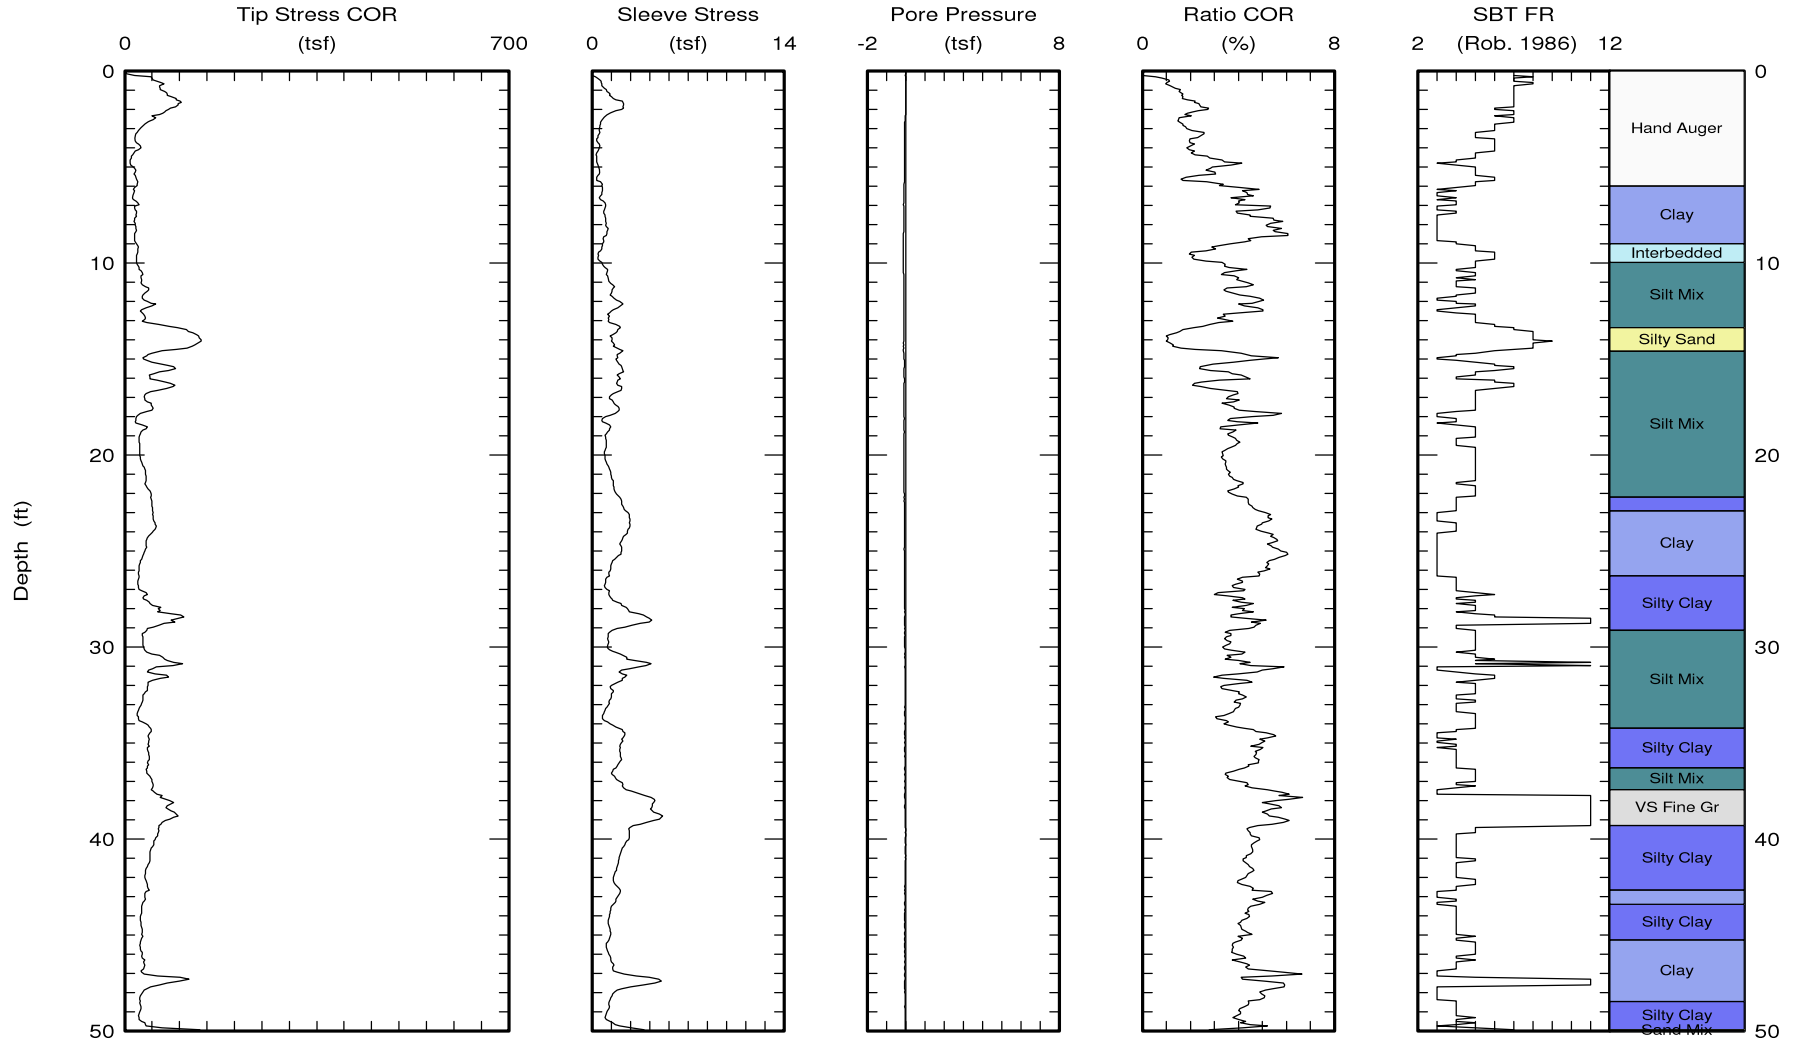 Tip Stress COR Sleeve Stress Pore Pressure Ratio COR SBT FR
0 (tsf) 700 0 (tsf) 14 -2 (tsf) 8 0 (%) 8 2 (Rob. 1986) 12
0 0
Hand Auger
Clay
Interbedded
10 10
Silt Mix
Silty Sand
Silt Mix
20 20
Depth (ft)
Clay
Silty Clay
30 30
Silt Mix
Silty Clay
Silt Mix
VS Fine Gr
40 40
Silty Clay
Silty Clay
Clay
Silty Clay
Sand Mix
50 50